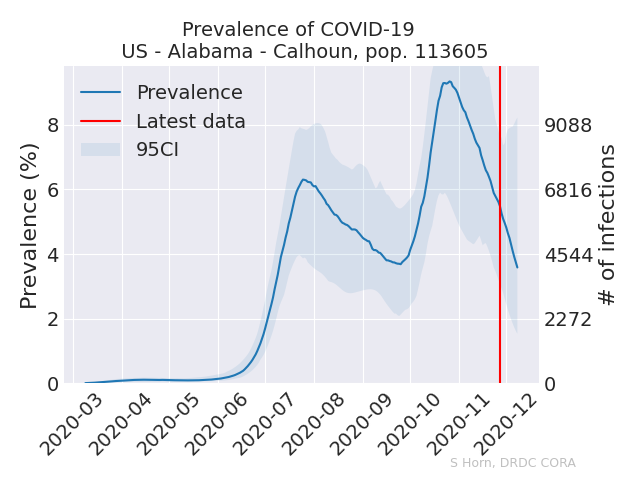 Prevalence of COVID-19
US - Alabama - Calhoun, pop. 113605
Prevalence
Latest data
95CI
Prevalence (%)
8
6
4
2
0
9088
6816
4544
2272
0
# of infections
2020-03
2020-04
2020-05
2020-06
2020-07
2020-08
2020-09
2020-10
2020-11
2020-12
S Horn, DRDC CORA